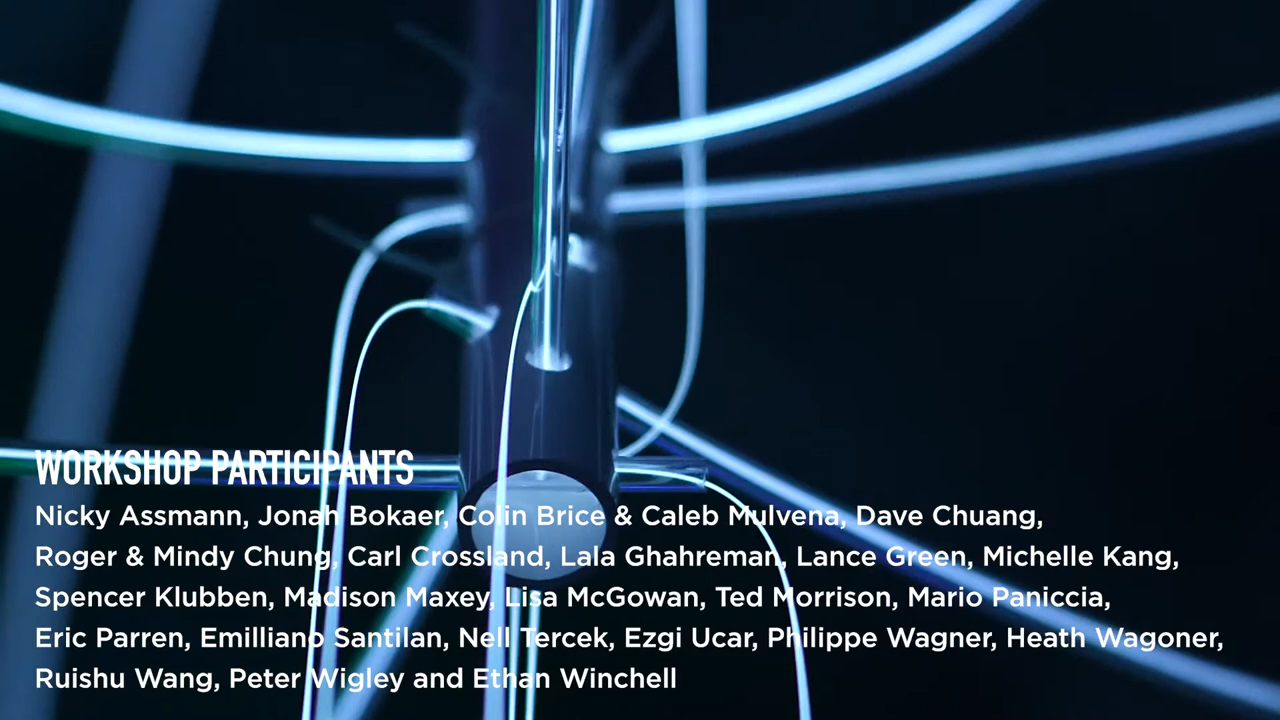 WORKSHOP PARTICIPANTS
Nicky Assmann, Jonah Bokaer, Colin Brice & Caleb Mulvena, Dave Chuang,
Roger & Mindy Chung, Carl Crossland, Lala Ghahreman, Lance Green, Michelle Kang,
Spencer Klubben, Madison Maxey, Lisa McGowan, Ted Morrison, Mario Paniccia,
Eric Parren, Emilliano Santilan, Nell Tercek, Ezgi Ucar, Philippe Wagner, Heath Wagoner,
Ruishu Wang, Peter Wigley and Ethan Winchell